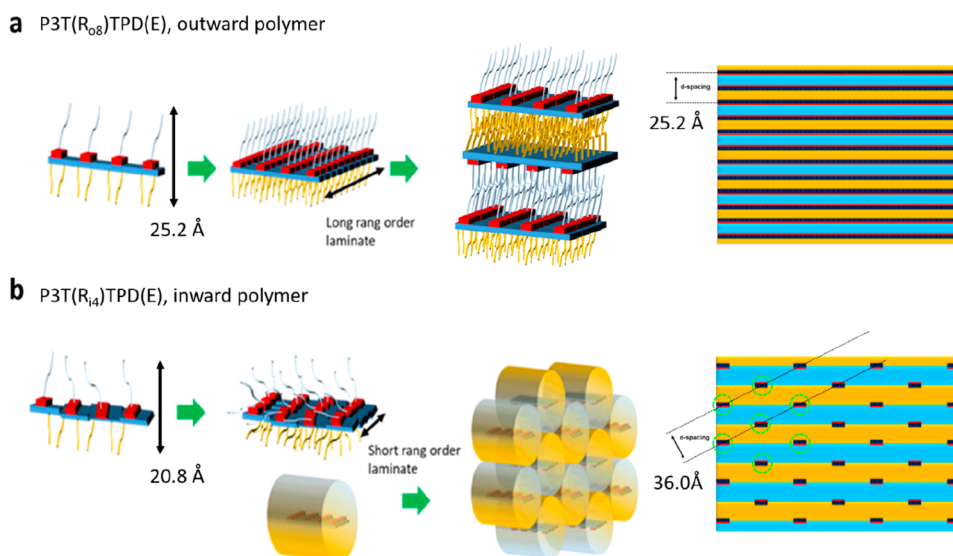 a P3T(Ro8)TPD(E), outward polymer
25.2 Å
Long rang order
laminate
d-spacing
25.2 Å
b P3T(Ri4)TPD(E), inward polymer
20.8 Å
Short rang order
laminate
d-spacing
36.0Å